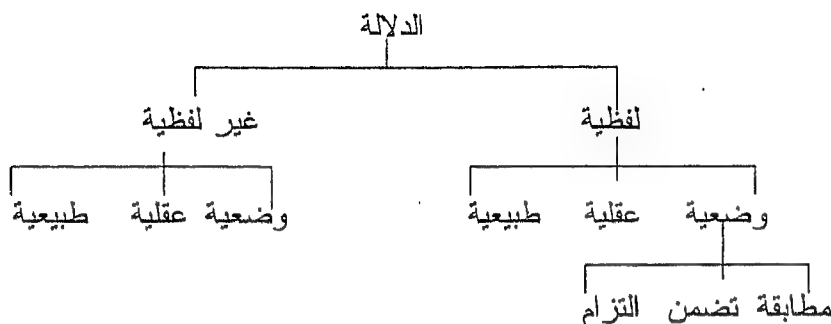 الدلالة
لفظية غير لفظية
وضعية عقلية طبيعية وضعية عقلية طبيعية
مطابقة تضمن التزام